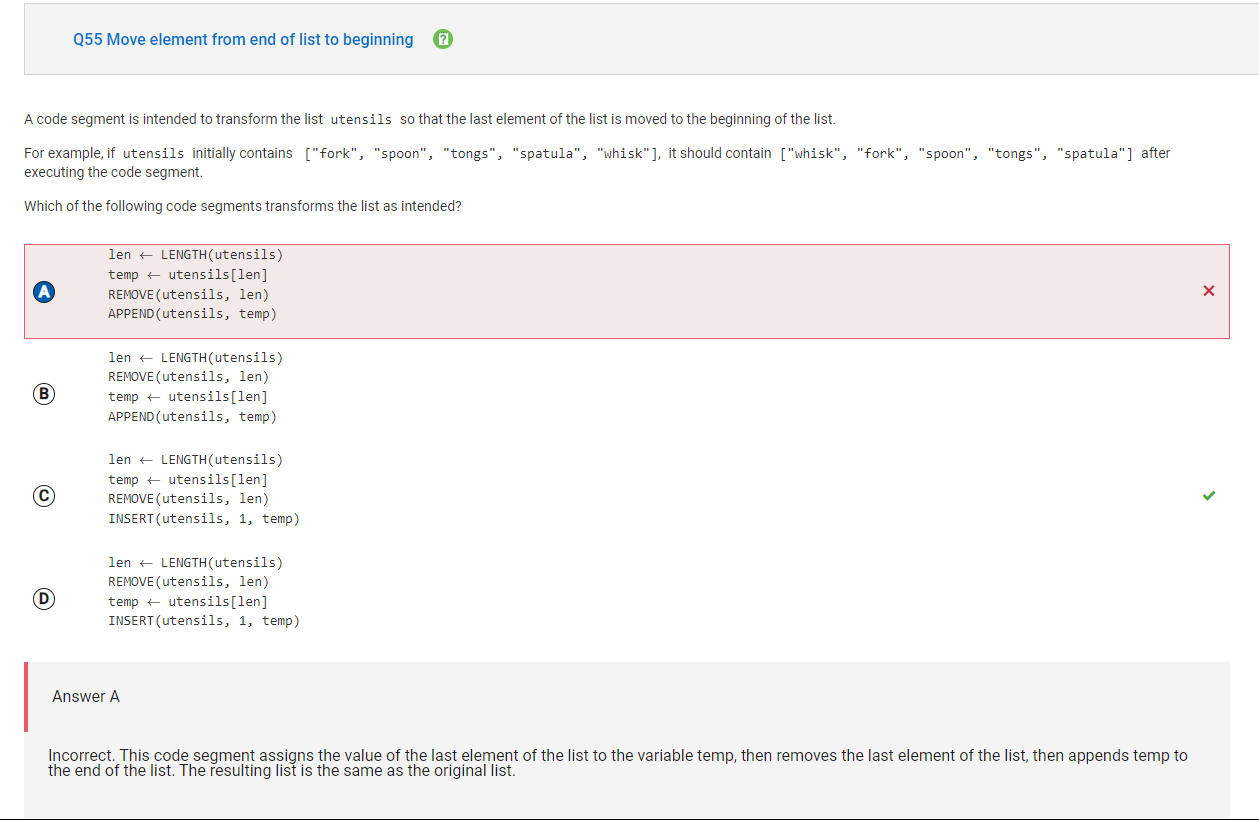 Q55 Move element from end of list to beginning ?
A code segment is intended to transform the list utensils so that the last element of the list is moved to the beginning of the list.
For example, if utensils initially contains ["fork", "spoon", "tongs", "spatula", "whisk"], it should contain ["whisk", "fork", "spoon", "tongs", "spatula"] after
executing the code segment.
Which of the following code segments transforms the list as intended?
len ← LENGTH(utensils)
temp ← utensils[len]
A
REMOVE(utensils, len)
APPEND(utensils, temp)
len ← LENGTH(utensils)
REMOVE(utensils, len)
B
temp ← utensils[len]
APPEND(utensils, temp)
len ← LENGTH(utensils)
temp ← utensils[len]
C
REMOVE(utensils, len)
INSERT(utensils, 1, temp)
len ← LENGTH(utensils)
REMOVE(utensils, len)
D
temp ← utensils[len]
INSERT(utensils, 1, temp)
Answer A
Incorrect. This code segment assigns the value of the last element of the list to the variable temp, then removes the last element of the list, then appends temp to
the end of the list. The resulting list is the same as the original list.